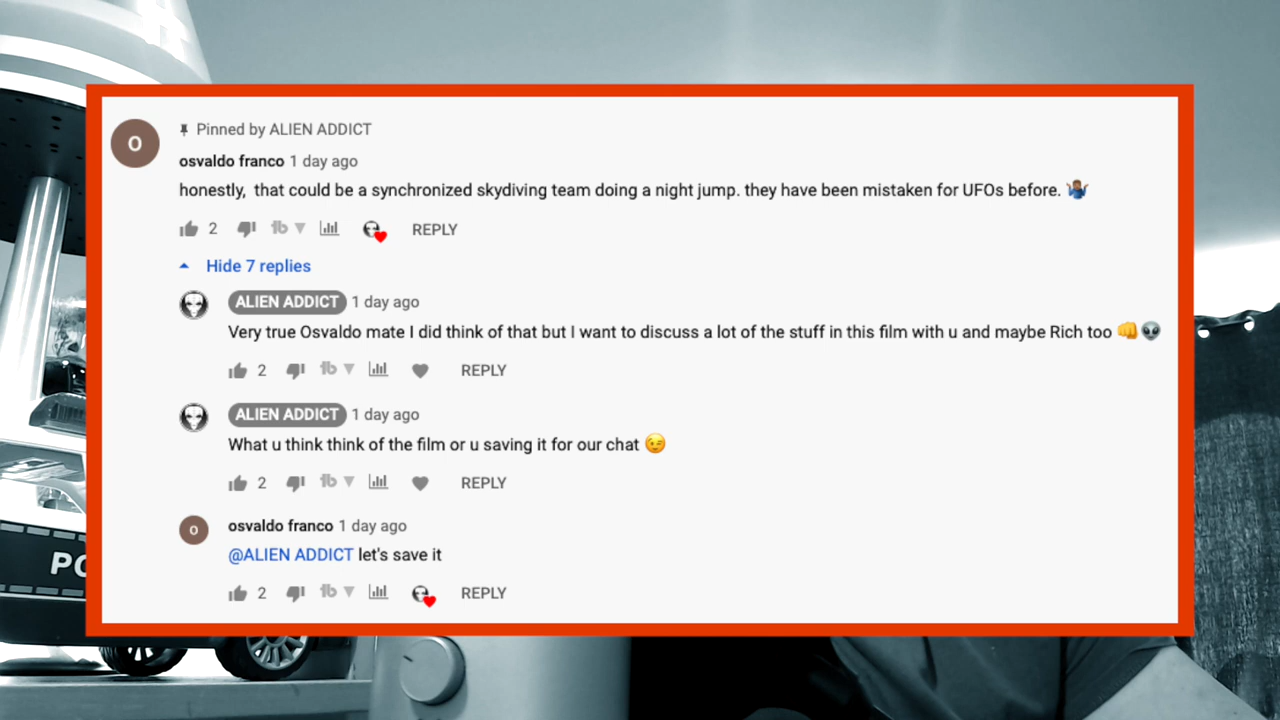 Pinned by ALIEN ADDICT
osvaldo franco 1 day ago
honestly, that could be a synchronized skydiving team doing a night jump. they have been mistaken for UFOs before. 🤷🏽‍♂️
2 tb REPLY
Hide 7 replies
ALIEN ADDICT 1 day ago
Very true Osvaldo mate I did think of that but I want to discuss a lot of the stuff in this film with u and maybe Rich too 👊👽
2 tb REPLY
ALIEN ADDICT 1 day ago
What u think think of the film or u saving it for our chat 😉
2 tb REPLY
osvaldo franco 1 day ago
@ALIEN ADDICT let's save it
2 tb REPLY
O
O
PO